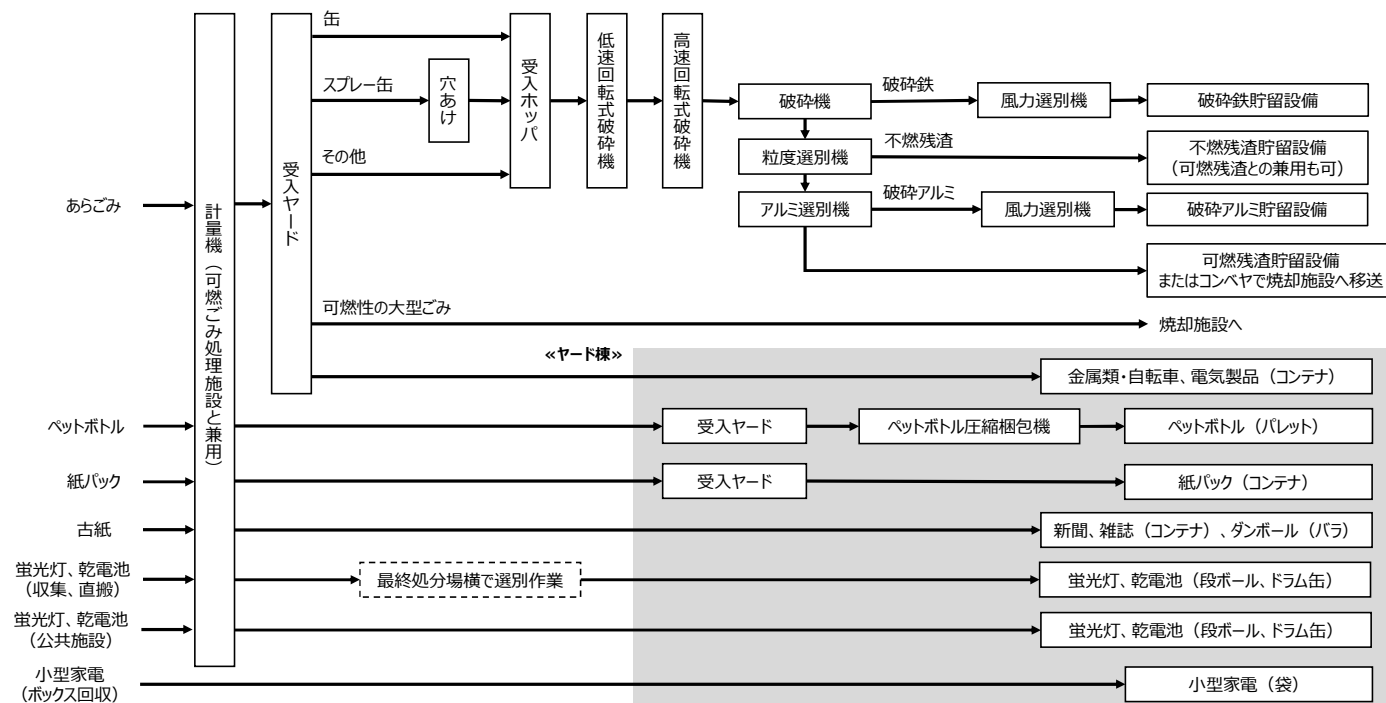 缶
スプレー缶
その他
あらごみ
計量機（可燃ごみ処理施設と兼用）
受入ヤード
穴あけ
受入ホッパ
低速回転式破砕機
高速回転式破砕機
破砕機
破砕鉄
風力選別機
破砕鉄貯留設備
粒度選別機
不燃残渣
不燃残渣貯留設備
（可燃残渣との兼用も可）
アルミ選別機
破砕アルミ
風力選別機
破砕アルミ貯留設備
可燃残渣貯留設備
またはコンベヤで焼却施設へ移送
可燃性の大型ごみ
焼却施設へ
≪ヤード棟≫
金属類・自転車、電気製品（コンテナ）
ペットボトル
受入ヤード
ペットボトル圧縮梱包機
ペットボトル（パレット）
紙パック
受入ヤード
紙パック（コンテナ）
古紙
新聞、雑誌（コンテナ）、ダンボール（バラ）
蛍光灯、乾電池
（収集、直搬）
最終処分場横で選別作業
蛍光灯、乾電池（段ボール、ドラム缶）
蛍光灯、乾電池
（公共施設）
蛍光灯、乾電池（段ボール、ドラム缶）
小型家電
（ボックス回収）
小型家電（袋）